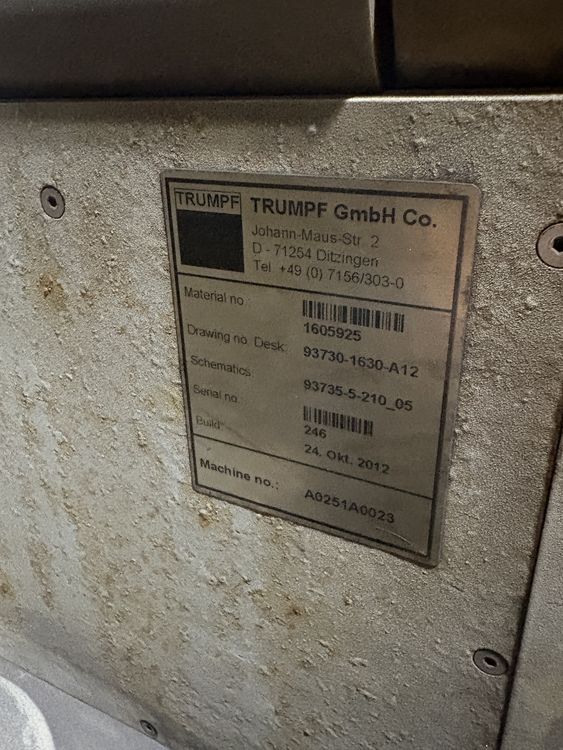 TRUMPF
TRUMPF GmbH Co.
Johann-Maus-Str. 2
D - 71254 Ditzingen
Tel. +49 (0) 7156/303-0
Material no.:
1605925
Drawing no. Desk:
93730-1630-A12
Schematics:
93735-5-210_05
Serial no.:
246
Build:
24. Okt. 2012
Machine no.:
A0251A0023